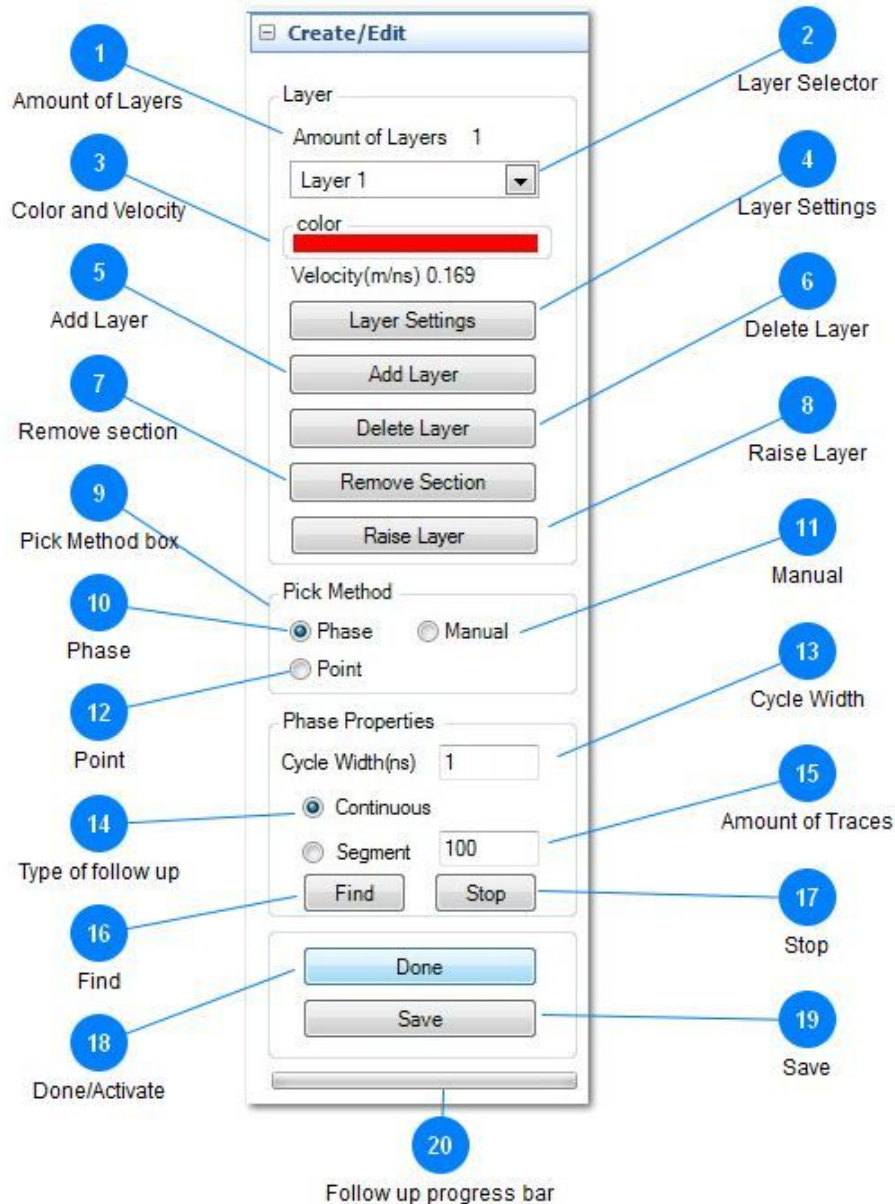 Create/Edit
1
Amount of Layers
2
Layer Selector
3
Color and Velocity
4
Layer Settings
5
Add Layer
6
Delete Layer
7
Remove section
8
Raise Layer
9
Pick Method box
10
Phase
11
Manual
12
Point
13
Cycle Width
14
Type of follow up
15
Amount of Traces
16
Find
17
Stop
18
Done/Activate
19
Save
20
Follow up progress bar
Layer
Amount of Layers 1
Layer 1
color
Velocity(m/ns) 0.169
Layer Settings
Add Layer
Delete Layer
Remove Section
Raise Layer
Pick Method
Phase Manual
Point
Phase Properties
Cycle Width(ns) 1
Continuous
Segment 100
Find Stop
Done
Save